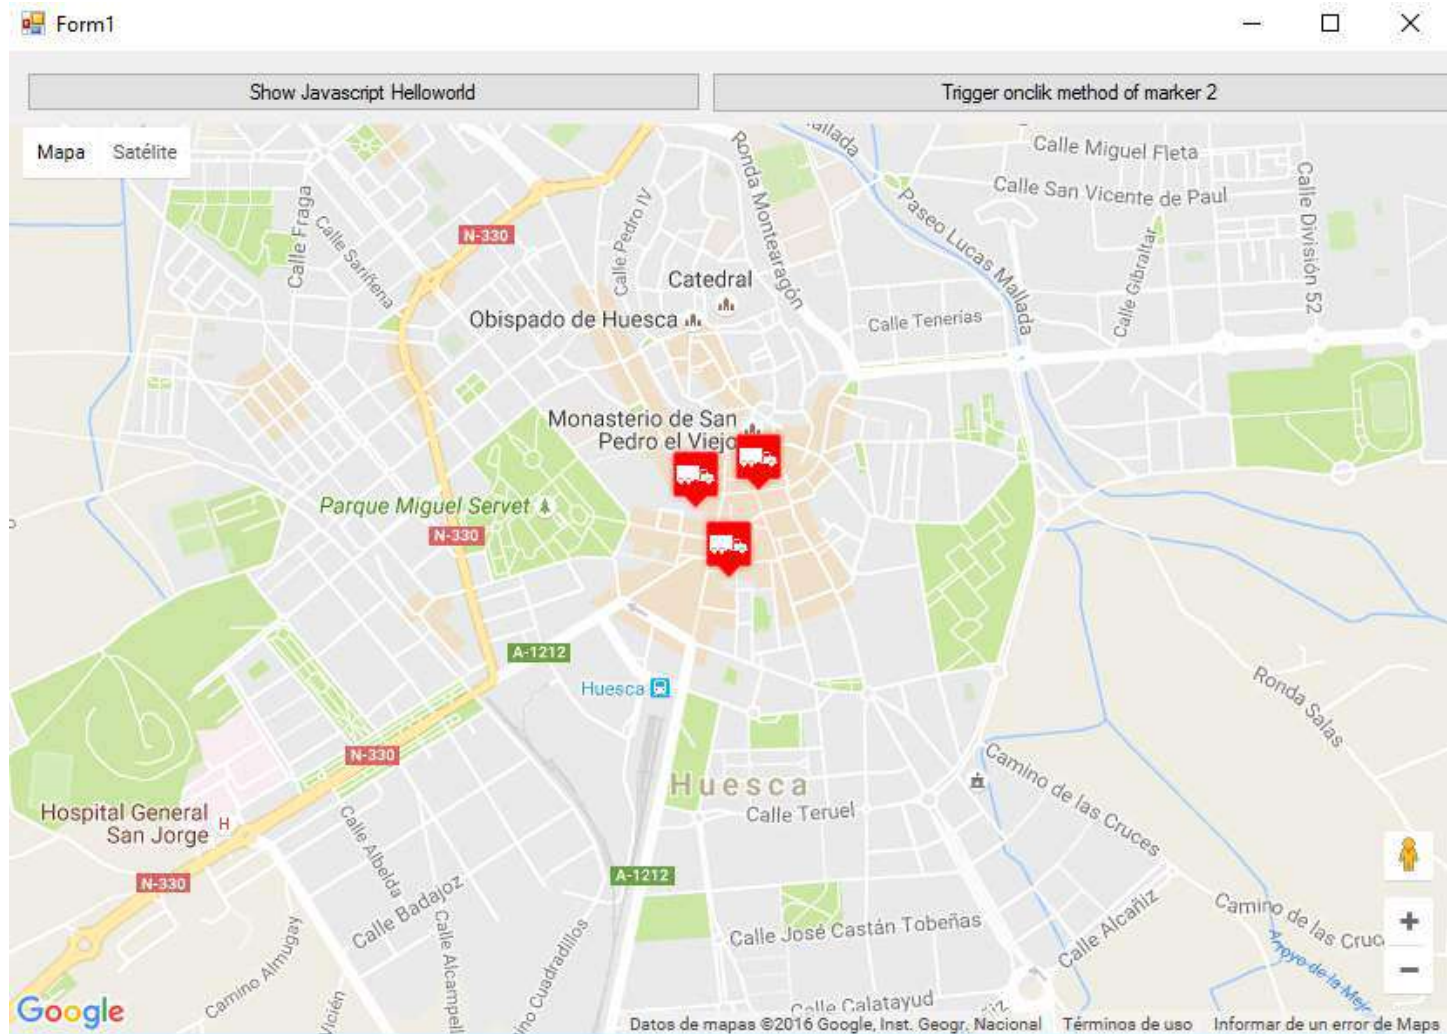 Form1
Show Javascript Helloworld
Trigger onclik method of marker 2
Mapa
Satélite
Calle Miguel Fleta
Calle San Vicente de Paul
Calle División 52
Calle Gibraltar
Paseo Lucas Mallada
Ronda Montearagón
Calle Pedro IV
Calle Fraga
Calle Sariñena
N-330
Catedral
Obispado de Huesca
Calle Tenerías
Monasterio de San
Pedro el Viejo
Parque Miguel Servet
N-330
A-1212
Huesca
Ronda Salas
N-330
Huesca
Calle Teruel
Camino de las Cruces
Hospital General
San Jorge
H
Calle Albelda
A-1212
N-330
Calle Badajoz
Calle Alcampell
Camino Almugay
Calle José Castán Tobeñas
Calle Alcañiz
Camino de las Cruc
Calle Calatayud
Google
Datos de mapas ©2016 Google, Inst. Geogr. Nacional
Términos de uso
Informar de un error de Maps